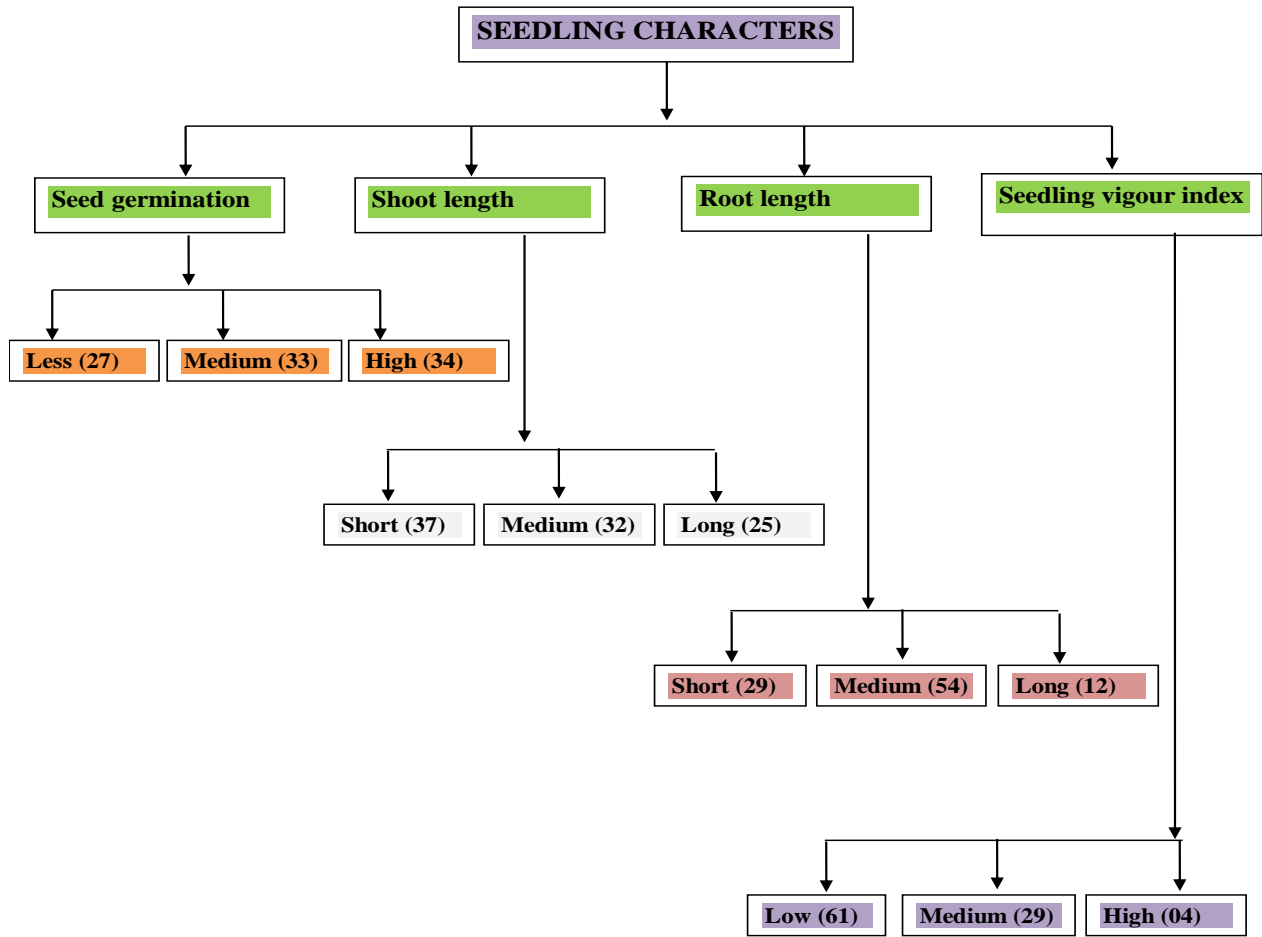 SEEDLING CHARACTERS
Seed germination
Shoot length
Root length
Seedling vigour index
Less (27)
Medium (33)
High (34)
Short (37)
Medium (32)
Long (25)
Short (29)
Medium (54)
Long (12)
Low (61)
Medium (29)
High (04)